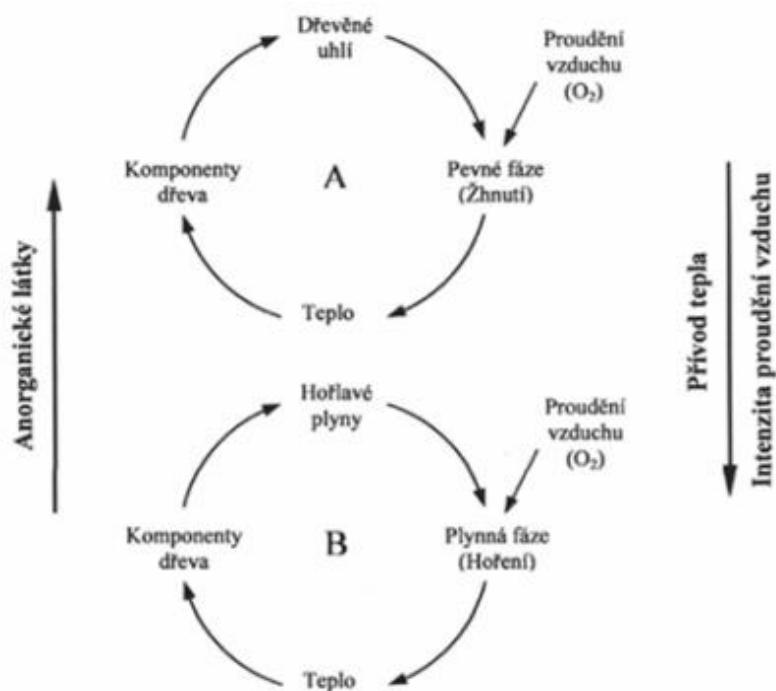 Dřevěné
uhlí
Proudění
vzduchu
(O₂)
Komponenty
dřeva
A
Pevné fáze
(Žhnutí)
Teplo
Anorganické látky
Přívod tepla
Intenzita proudění vzduchu
Hořlavé
plyny
Proudění
vzduchu
(O₂)
Komponenty
dřeva
B
Plynná fáze
(Hoření)
Teplo